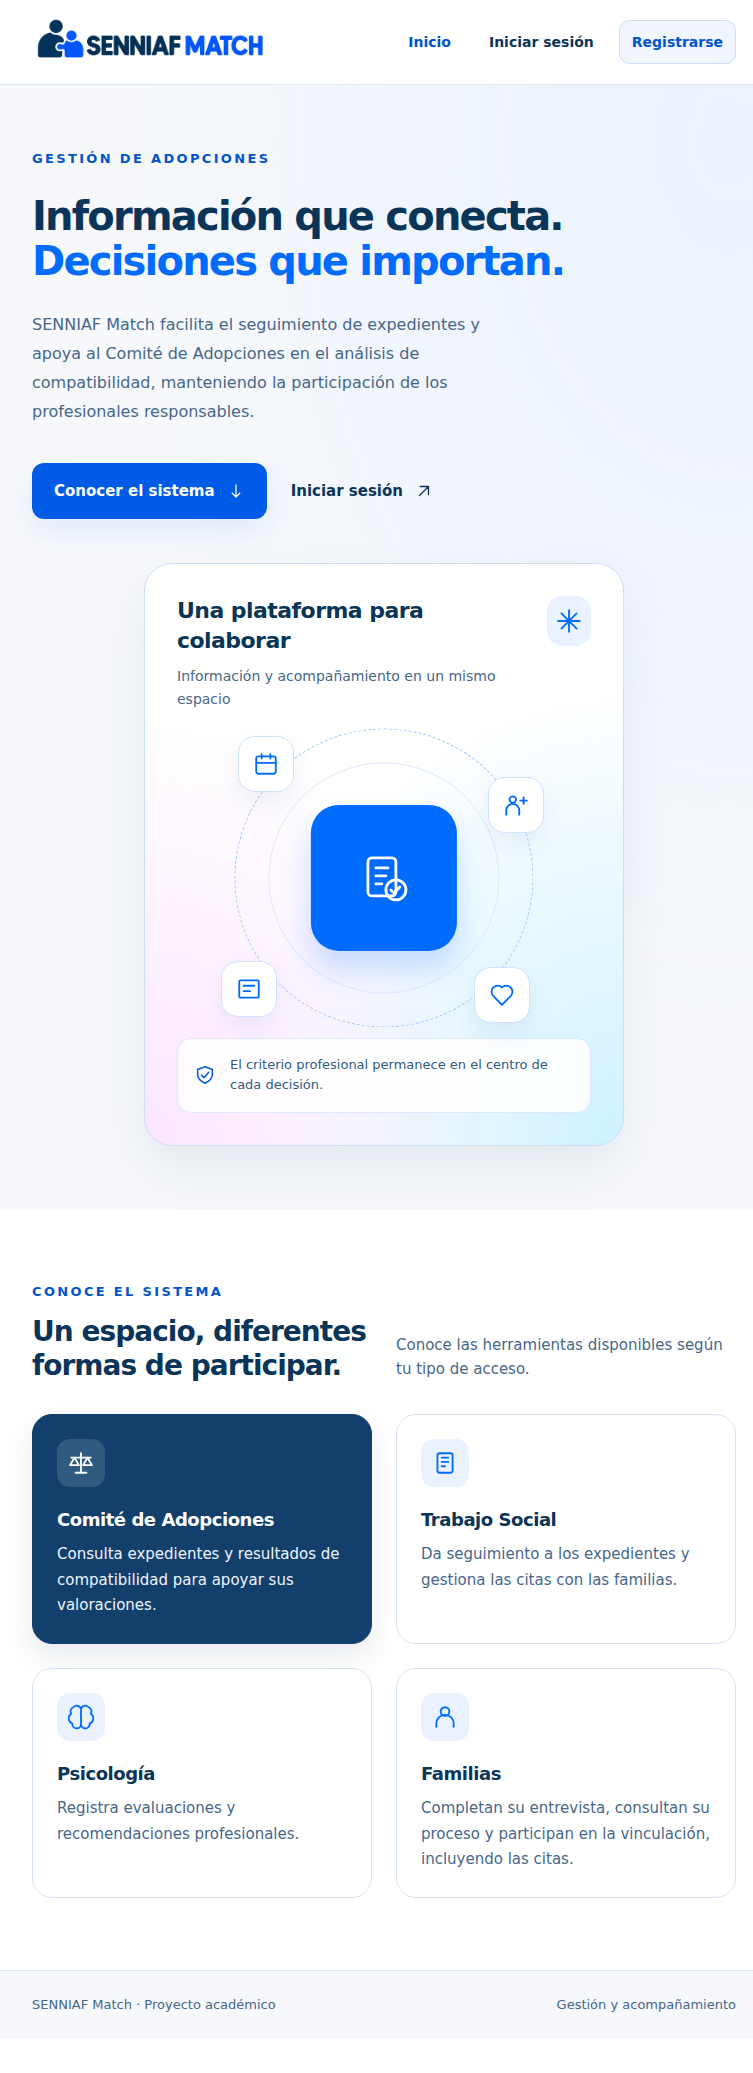 SENNIAF MATCH
Inicio
Iniciar sesión
Registrarse
GESTIÓN DE ADOPCIONES
Información que conecta.
Decisiones que importan.
SENNIAF Match facilita el seguimiento de expedientes y
apoya al Comité de Adopciones en el análisis de
compatibilidad, manteniendo la participación de los
profesionales responsables.
Conocer el sistema
Iniciar sesión
Una plataforma para
colaborar
Información y acompañamiento en un mismo
espacio
El criterio profesional permanece en el centro de
cada decisión.
CONOCE EL SISTEMA
Un espacio, diferentes
formas de participar.
Conoce las herramientas disponibles según
tu tipo de acceso.
Comité de Adopciones
Consulta expedientes y resultados de
compatibilidad para apoyar sus
valoraciones.
Trabajo Social
Da seguimiento a los expedientes y
gestiona las citas con las familias.
Psicología
Registra evaluaciones y
recomendaciones profesionales.
Familias
Completan su entrevista, consultan su
proceso y participan en la vinculación,
incluyendo las citas.
SENNIAF Match · Proyecto académico
Gestión y acompañamiento